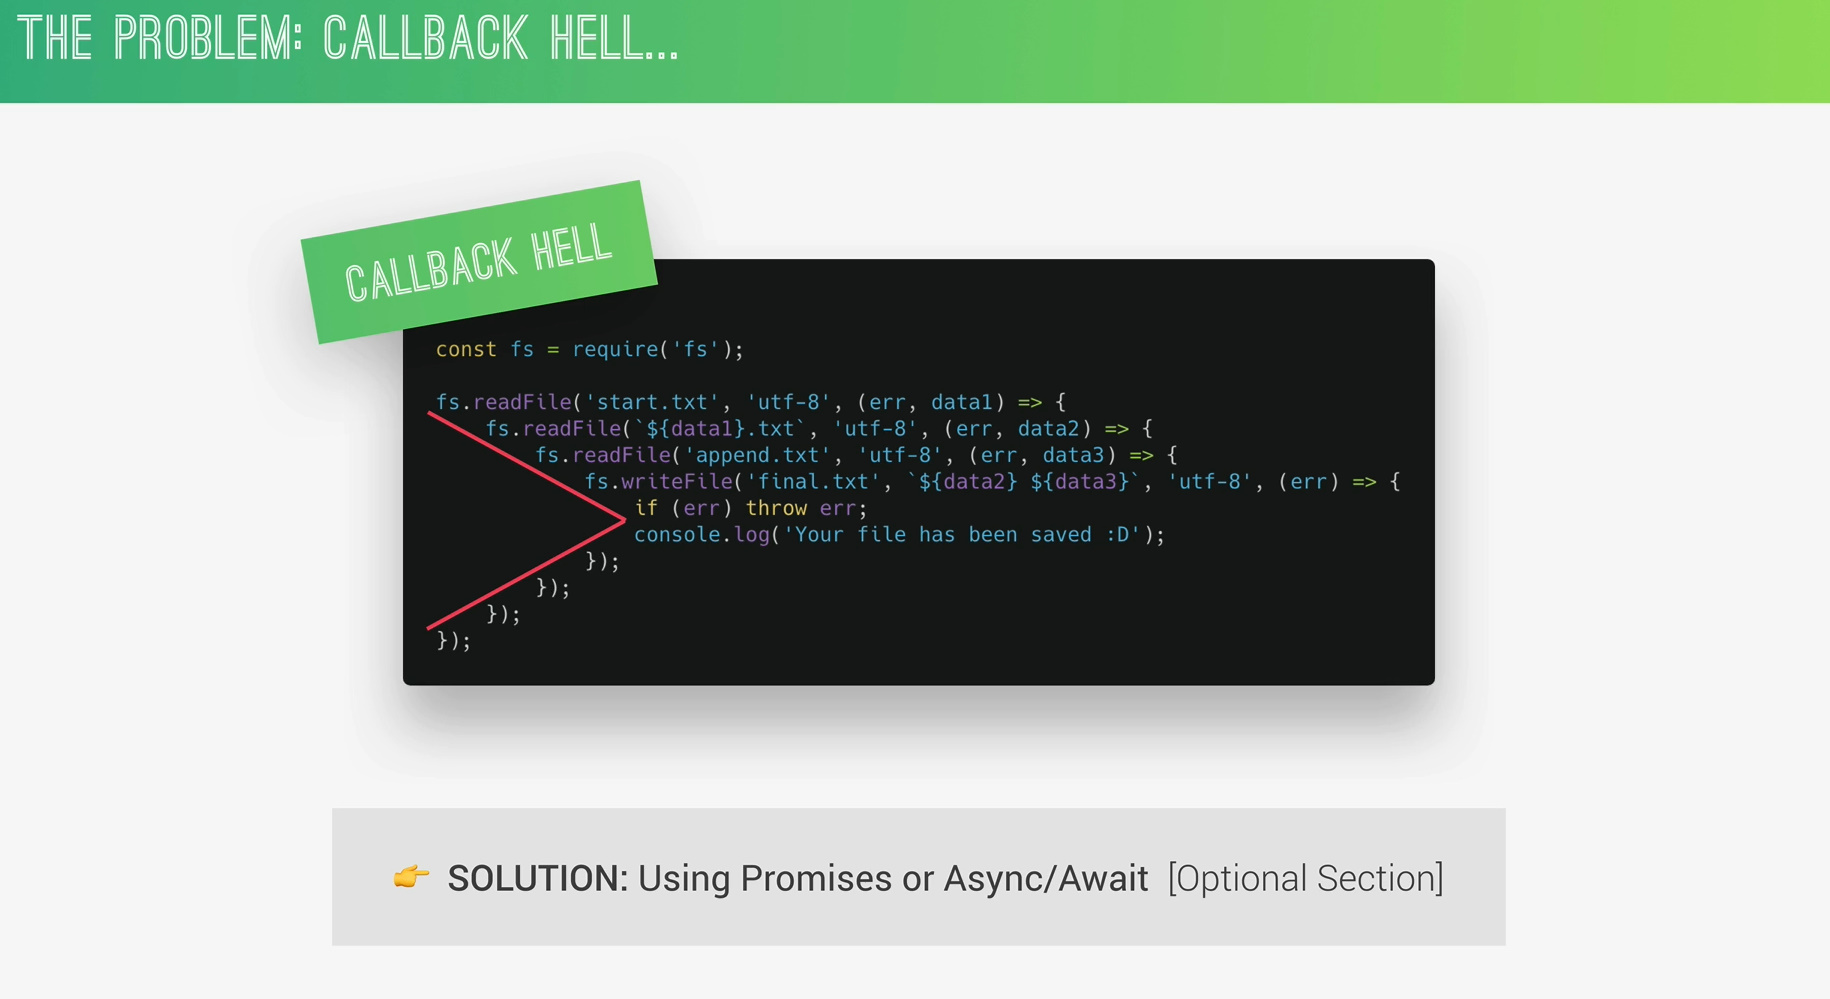 THE PROBLEM: CALLBACK HELL...
CALLBACK HELL
const fs = require('fs');
fs.readFile('start.txt', 'utf-8', (err, data1) => {
fs.readFile(`${data1}.txt`, 'utf-8', (err, data2) => {
fs.readFile('append.txt', 'utf-8', (err, data3) => {
fs.writeFile('final.txt', `${data2} ${data3}`, 'utf-8', (err) => {
if (err) throw err;
console.log('Your file has been saved :D');
});
});
});
});
👉 SOLUTION: Using Promises or Async/Await [Optional Section]